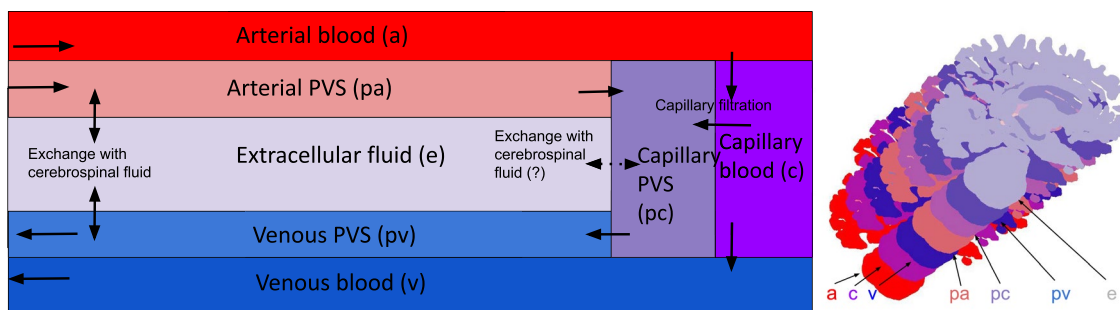 Arterial blood (a)
Arterial PVS (pa)
Capillary filtration
Exchange with
cerebrospinal fluid
Extracellular fluid (e)
Exchange with
cerebrospinal
fluid (?)
Capillary
PVS
(pc)
Capillary
blood (c)
Venous PVS (pv)
Venous blood (v)
a c v pa pc pv e